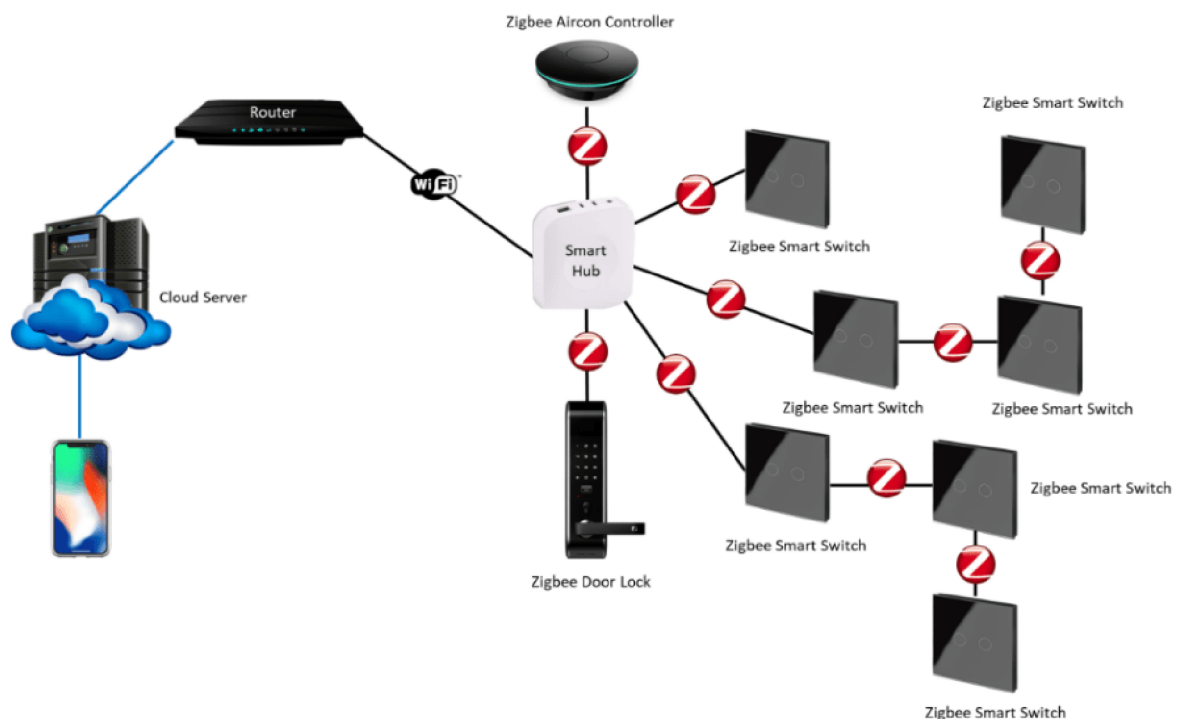 Zigbee Aircon Controller
Router
Zigbee Smart Switch
WiFi™
Z
Z
Smart
Hub
Zigbee Smart Switch
Z
Cloud Server
Z
Z
Z
Z
Zigbee Smart Switch
Zigbee Smart Switch
Z
Zigbee Smart Switch
Zigbee Smart Switch
Z
Zigbee Door Lock
Zigbee Smart Switch